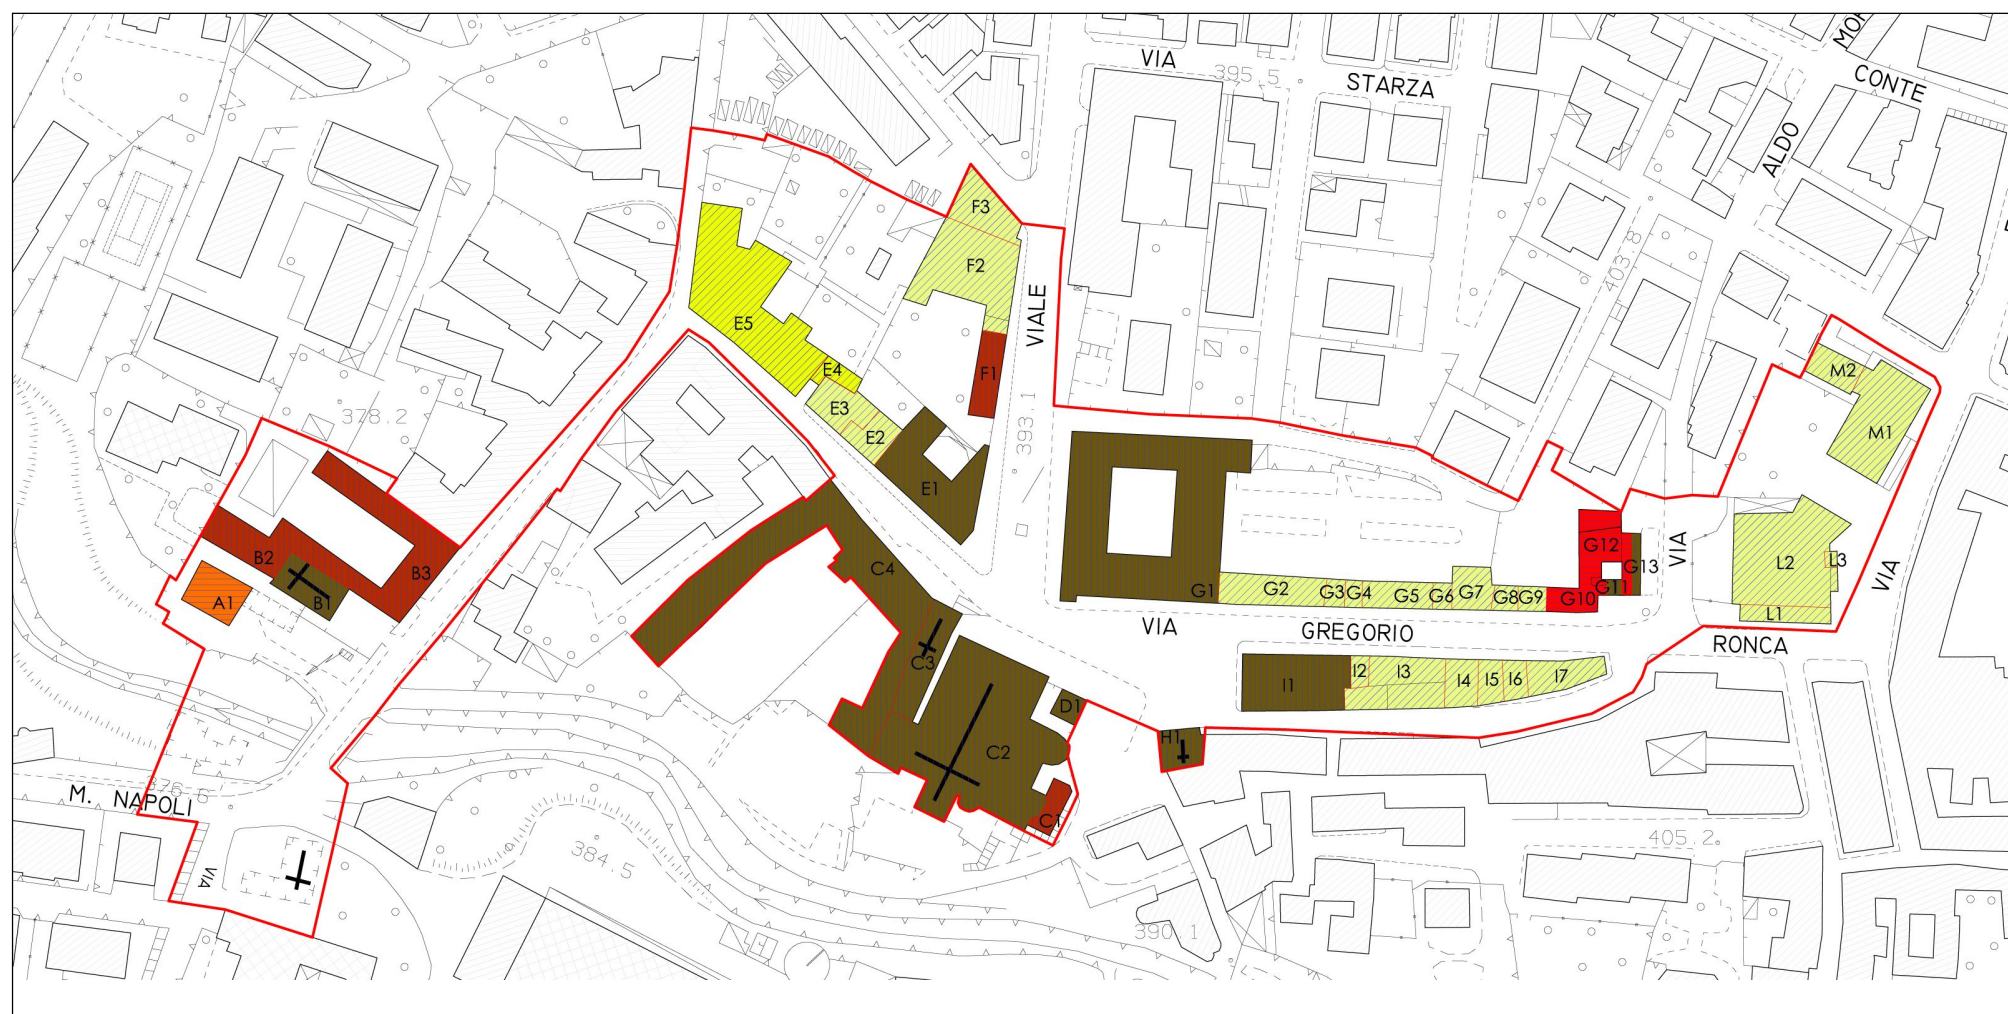 VIA
STARZA
395.5
MOR
CONTE
ALDO
403.8
VIALE
393.1
F3
F2
F1
E5
E4
E3
E2
E1
M2
M1
378.2
B2
B3
B1
A1
C4
C3
C2
C1
D1
H1
G1
G2
G3
G4
G5
G6
G7
G8
G9
G10
G11
G12
G13
VIA
L2
L3
L1
VIA
VIA
GREGORIO
RONCA
I1
I2
I3
I4
I5
I6
I7
376.6
M. NAPOLI
VIA
384.5
390.1
405.2